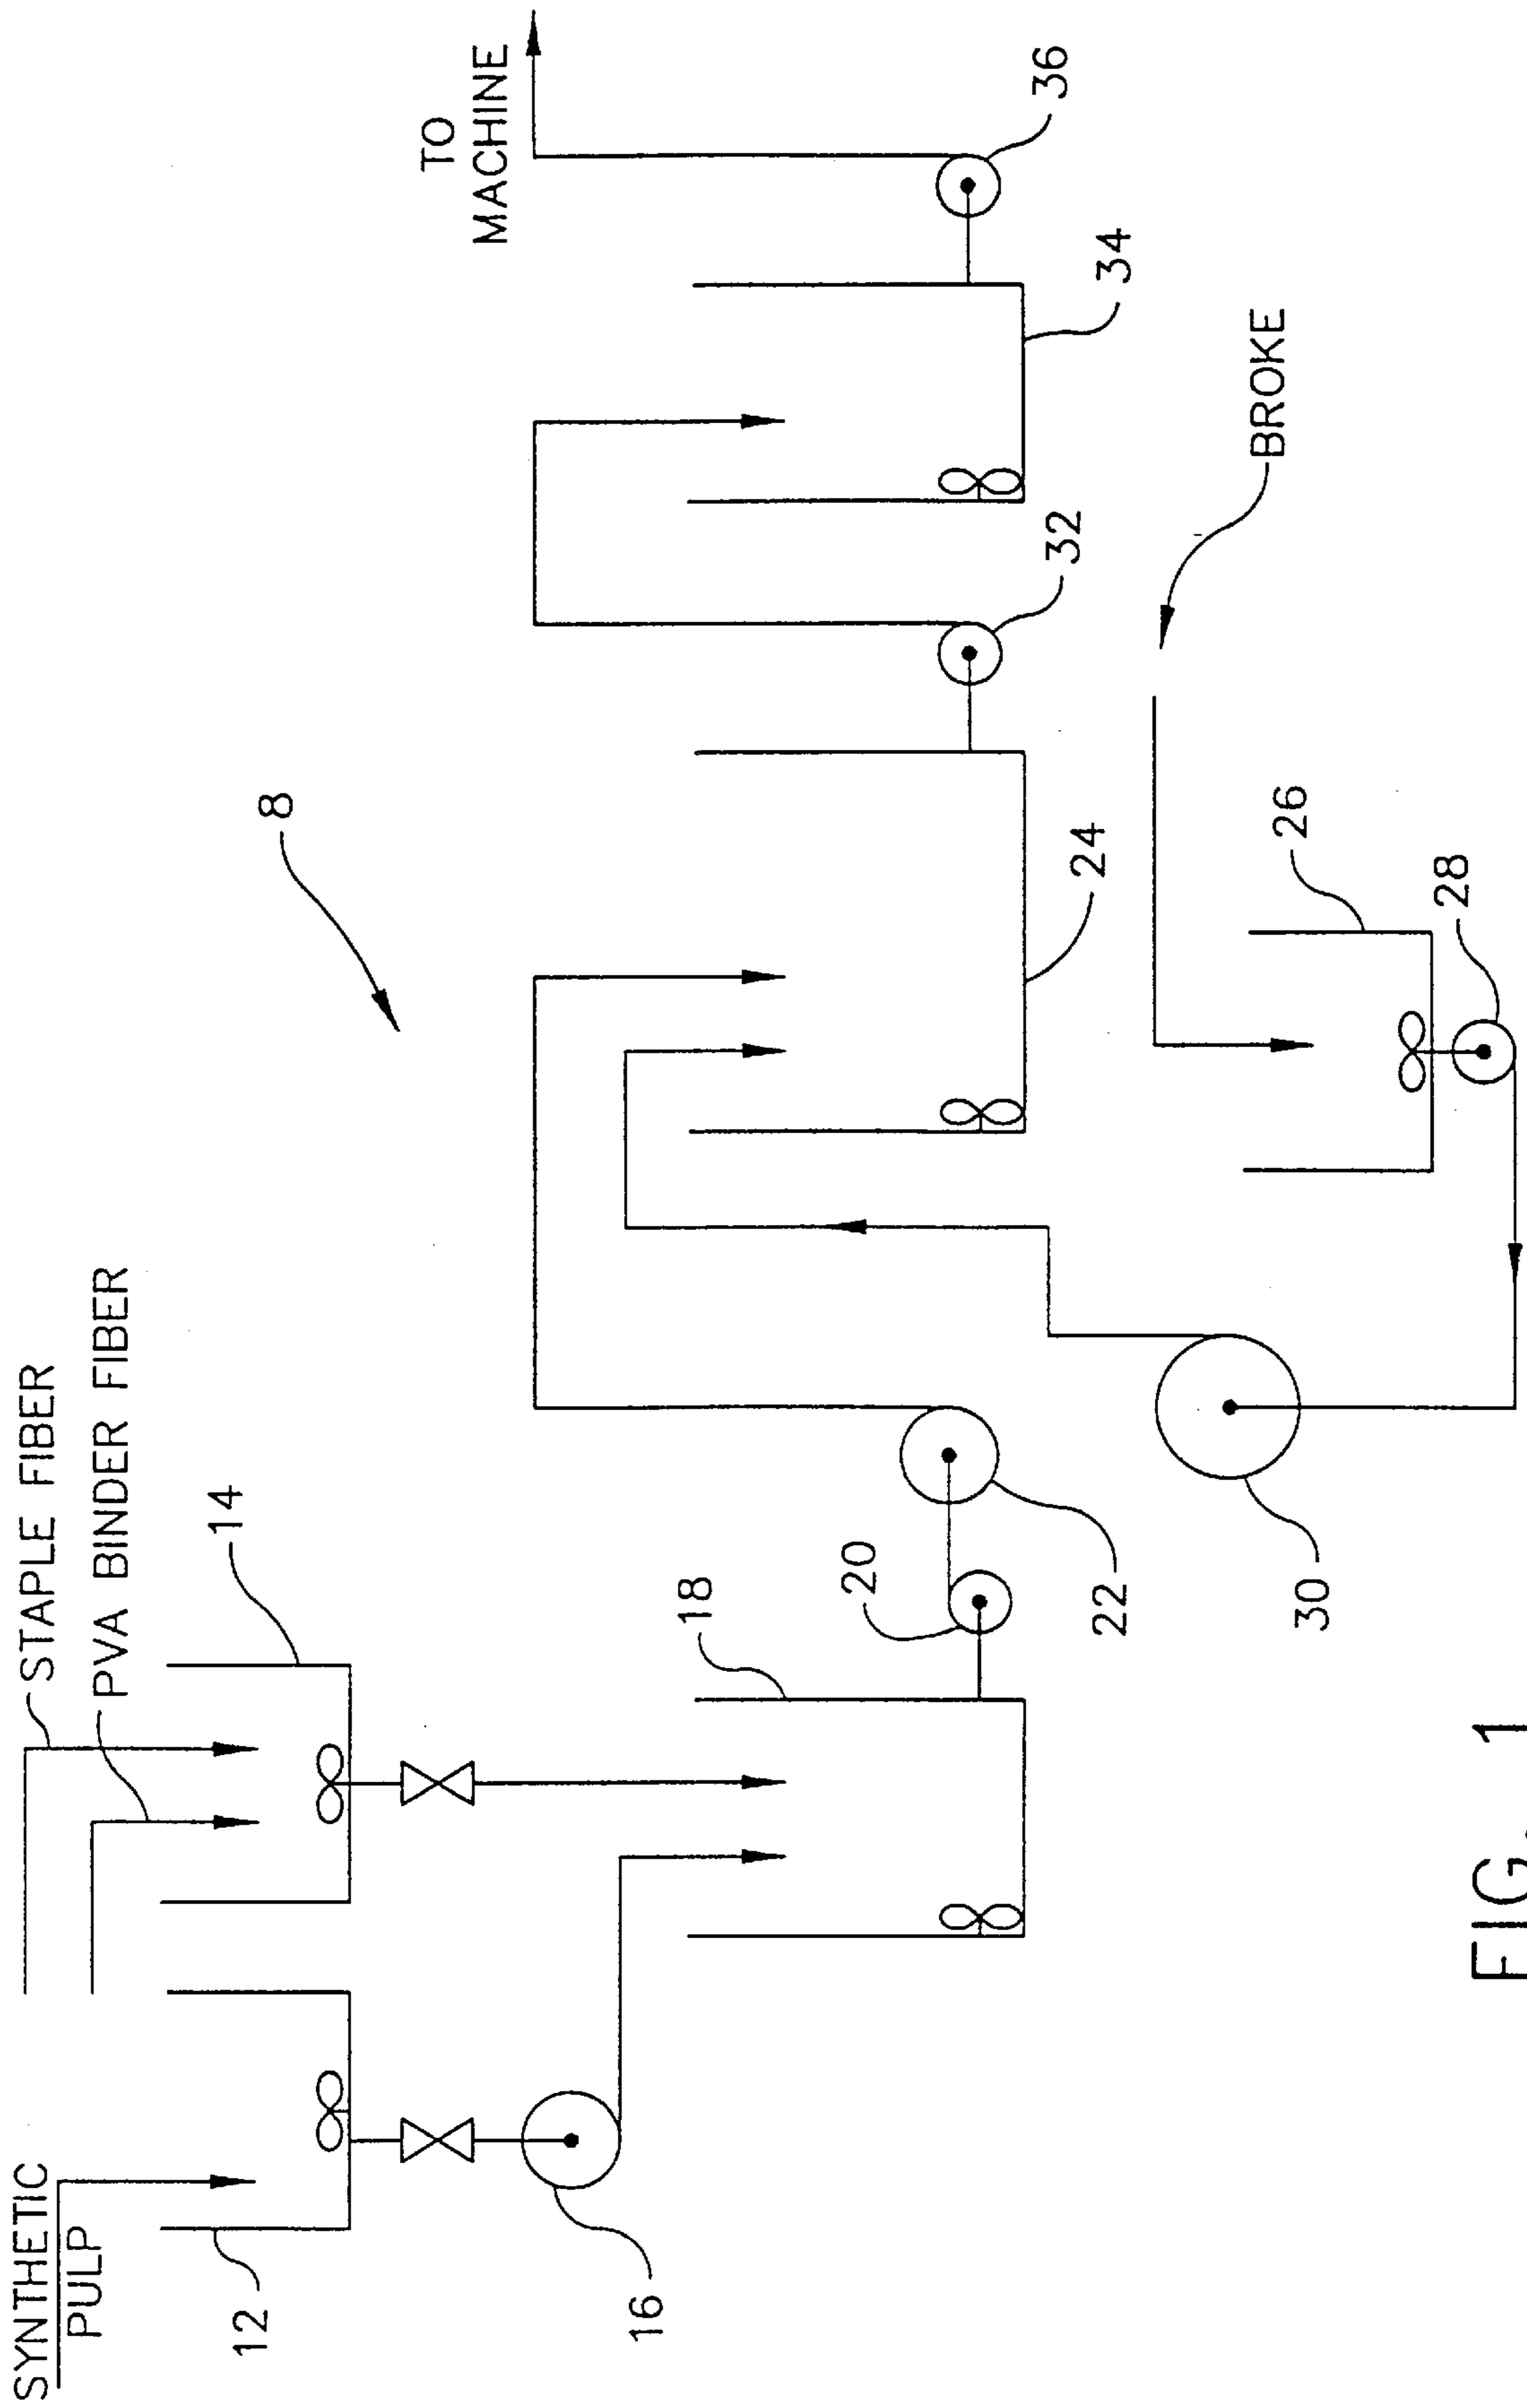 SYNTHETIC
PULP
STAPLE FIBER
PVA BINDER FIBER
12
14
16
18
20
22
8
24
TO
MACHINE
32
34
36
BROKE
26
28
30
FIG. 1